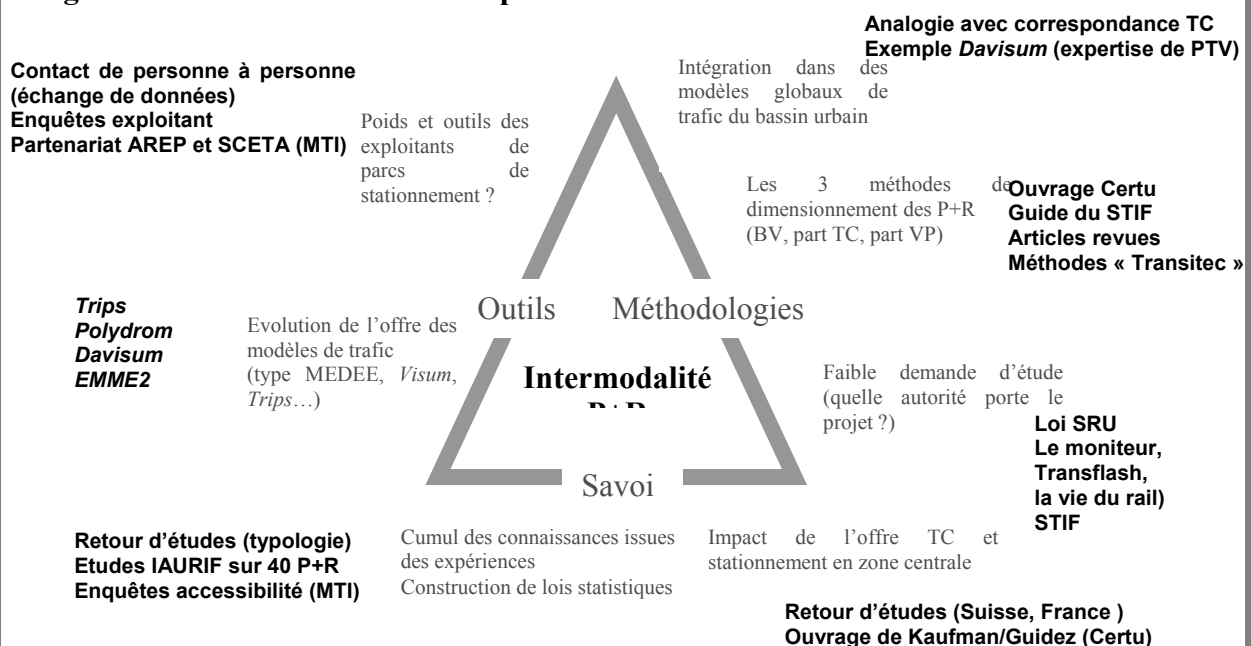 Analogie avec correspondance TC
Exemple Davisum (expertise de PTV)
Contact de personne à personne
(échange de données)
Enquêtes exploitant
Partenariat AREP et SCETA (MTI)
Poids et outils des
exploitants de
parcs de
stationnement ?
Intégration dans des
modèles globaux de
trafic du bassin urbain
Les 3 méthodes de
dimensionnement des P+R
(BV, part TC, part VP)
Ouvrage Certu
Guide du STIF
Articles revues
Méthodes « Transitec »
Trips
Polydrom
Davisum
EMME2
Evolution de l'offre des
modèles de trafic
(type MEDEE, Visum,
Trips…)
Outils
Méthodologies
Intermodalité
P+R
Faible demande d'étude
(quelle autorité porte le
projet ?)
Loi SRU
Le moniteur,
Transflash,
la vie du rail)
STIF
Savoi
Retour d'études (typologie)
Etudes IAURIF sur 40 P+R
Enquêtes accessibilité (MTI)
Cumul des connaissances issues
des expériences
Construction de lois statistiques
Impact de l'offre TC et
stationnement en zone centrale
Retour d'études (Suisse, France )
Ouvrage de Kaufman/Guidez (Certu)